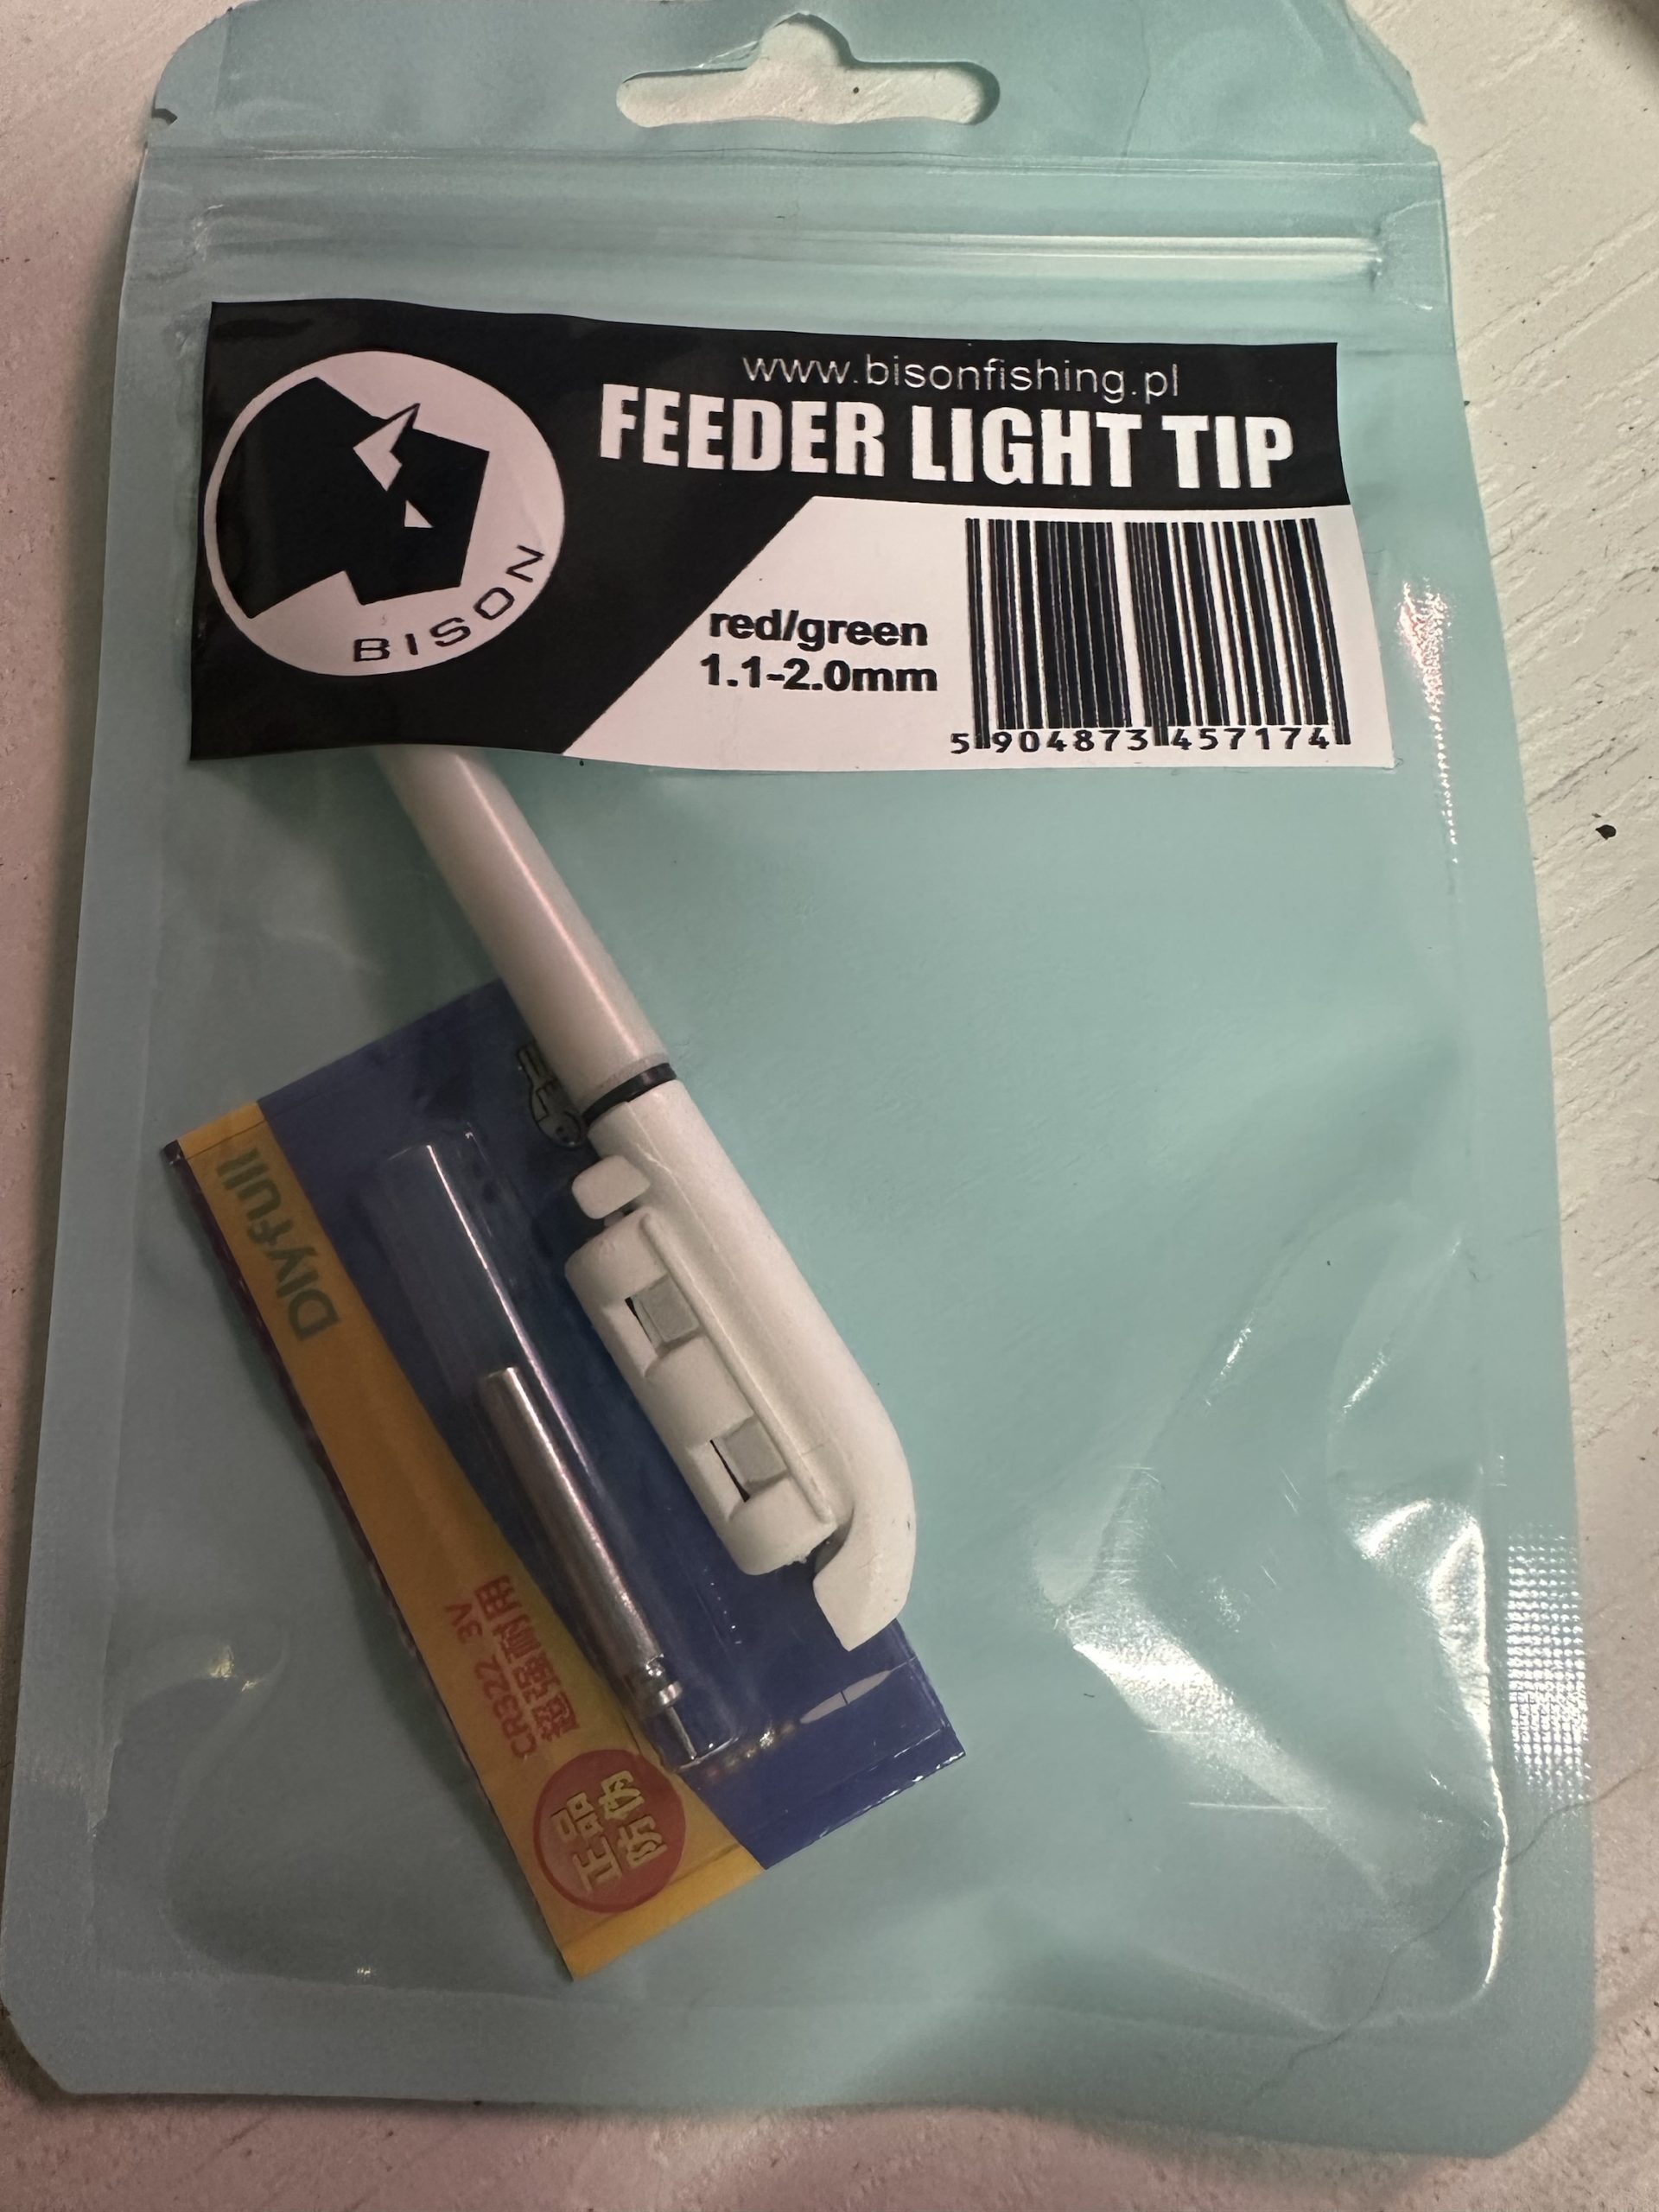 www.bisonfishing.pl
FEEDER LIGHT TIP
BISON
red/green
1.1-2.0mm
5 904873 457174
Dlyfull
CR322 3V
超强耐用
正品
防伪